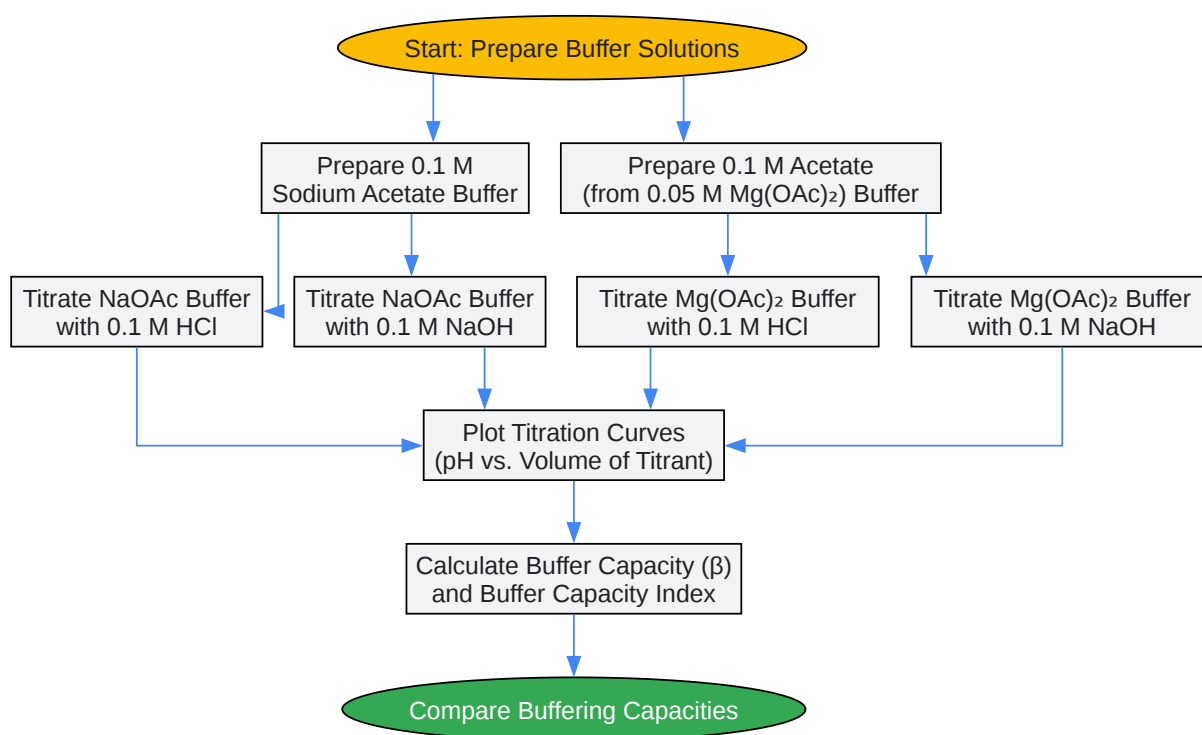 Start: Prepare Buffer Solutions
Prepare 0.1 M
Sodium Acetate Buffer
Prepare 0.1 M Acetate
(from 0.05 M Mg(OAc)₂) Buffer
Titrate NaOAc Buffer
with 0.1 M HCl
Titrate NaOAc Buffer
with 0.1 M NaOH
Titrate Mg(OAc)₂ Buffer
with 0.1 M HCl
Titrate Mg(OAc)₂ Buffer
with 0.1 M NaOH
Plot Titration Curves
(pH vs. Volume of Titrant)
Calculate Buffer Capacity (β)
and Buffer Capacity Index
Compare Buffering Capacities